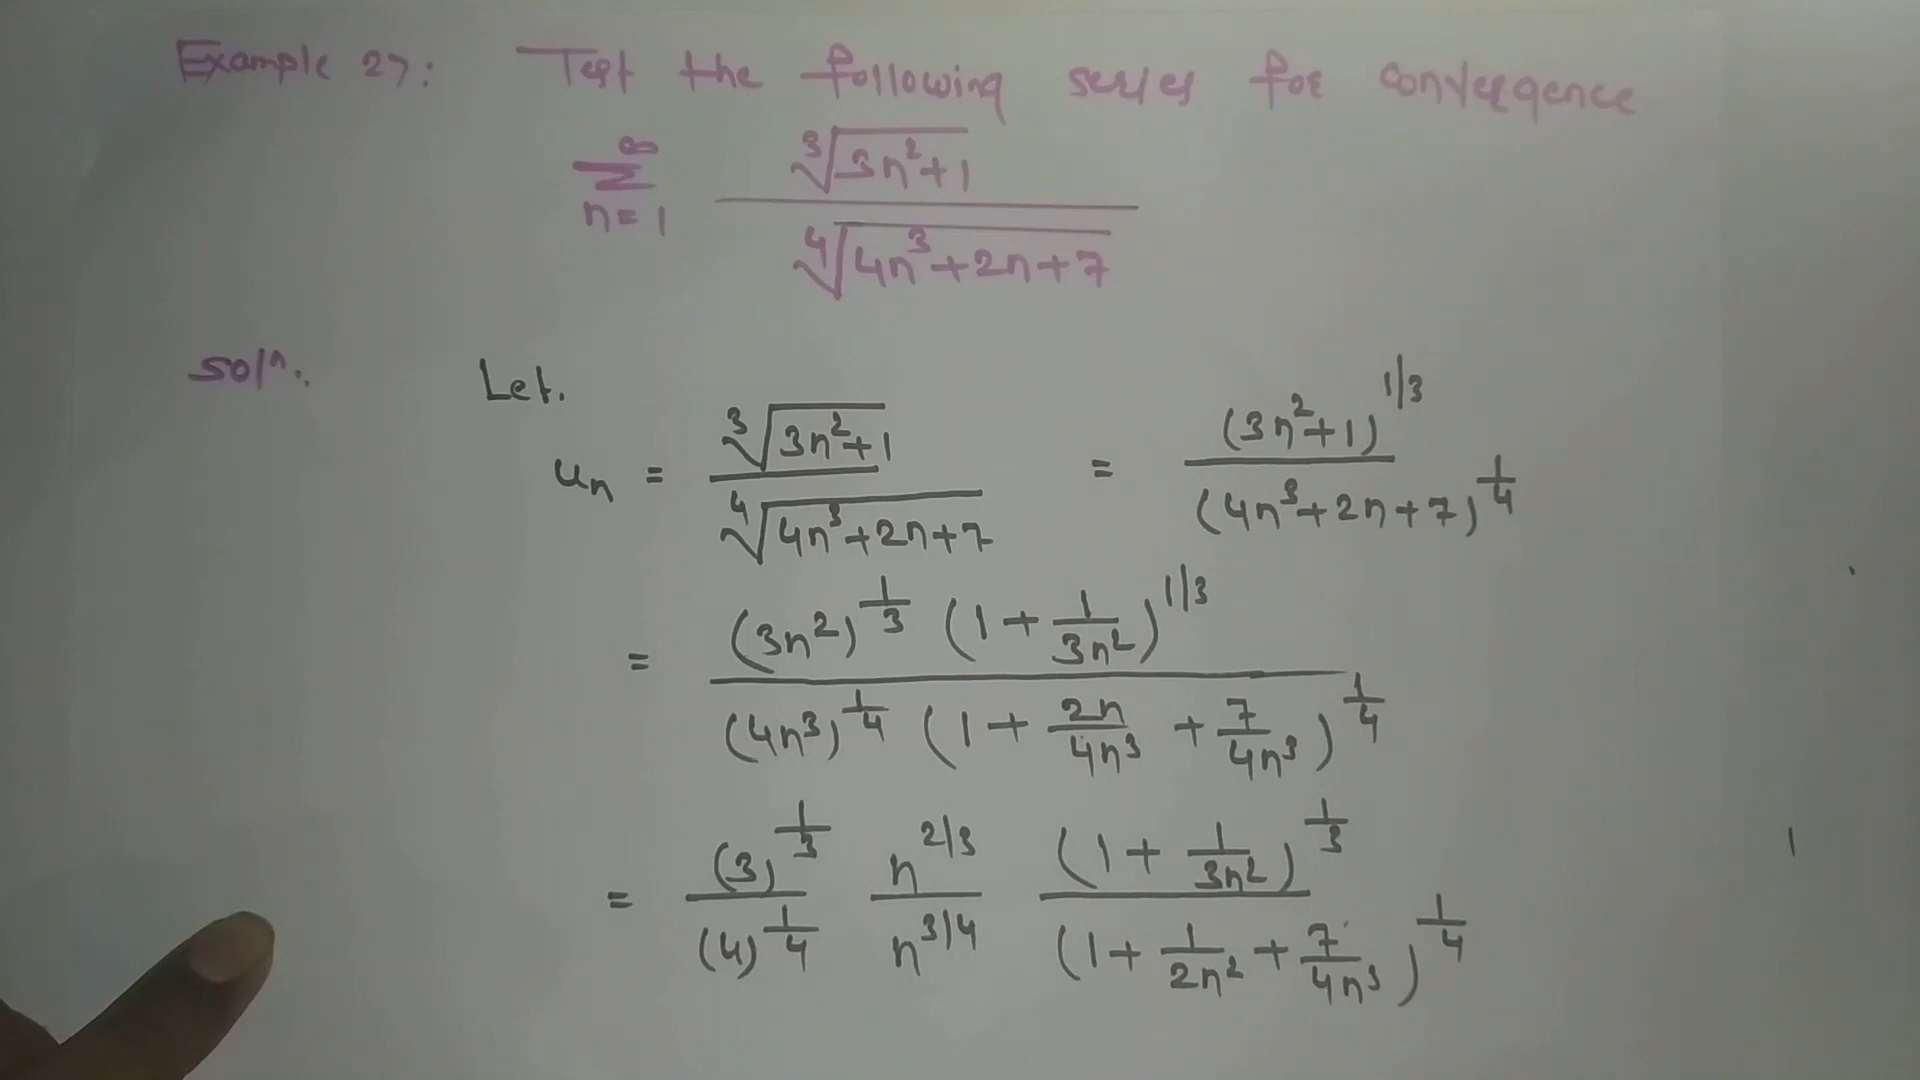 Example 27: Test the following series for convergence
∞ ∑ n=1 ∛(3n²+1) / ∜(4n³+2n+7)
Soln. Let.
uₙ = ∛(3n²+1) / ∜(4n³+2n+7) = (3n²+1)^1/3 / (4n³+2n+7)^1/4
= (3n²)^1/3 (1+1/3n²)^1/3 / (4n³)^1/4 (1+2n/4n³+7/4n³)^1/4
= (3)^1/3 / (4)^1/4 n^2/3 / n^3/4 (1+1/3n²)^1/3 / (1+1/2n²+7/4n³)^1/4